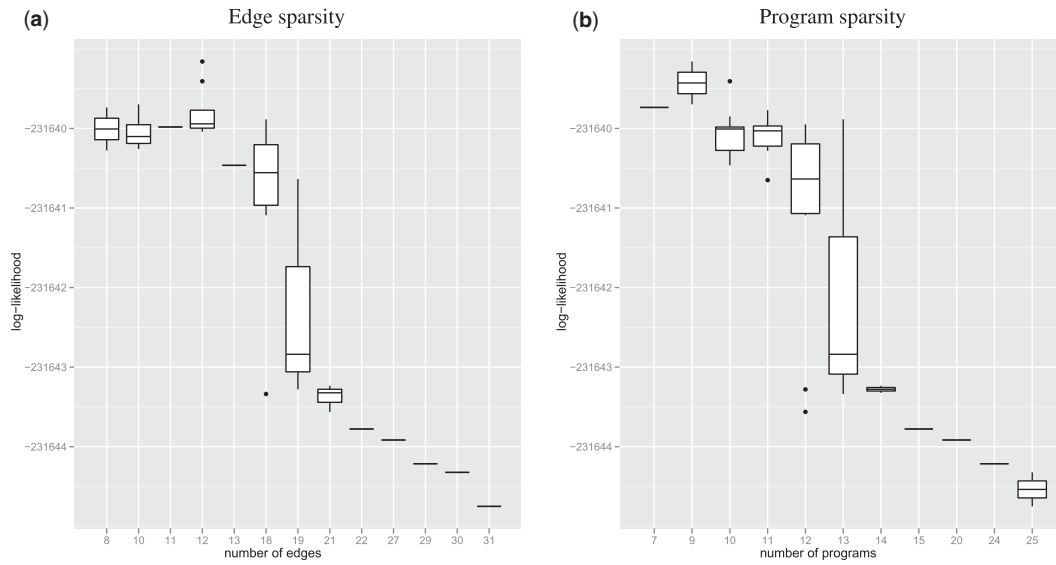 (a)
Edge sparsity
−231640
−231641
−231642
−231643
−231644
log−likelihood
8 10 11 12 13 18 19 21 22 27 29 30 31
number of edges
(b)
Program sparsity
−231640
−231641
−231642
−231643
−231644
log−likelihood
7 9 10 11 12 13 14 15 20 24 25
number of programs